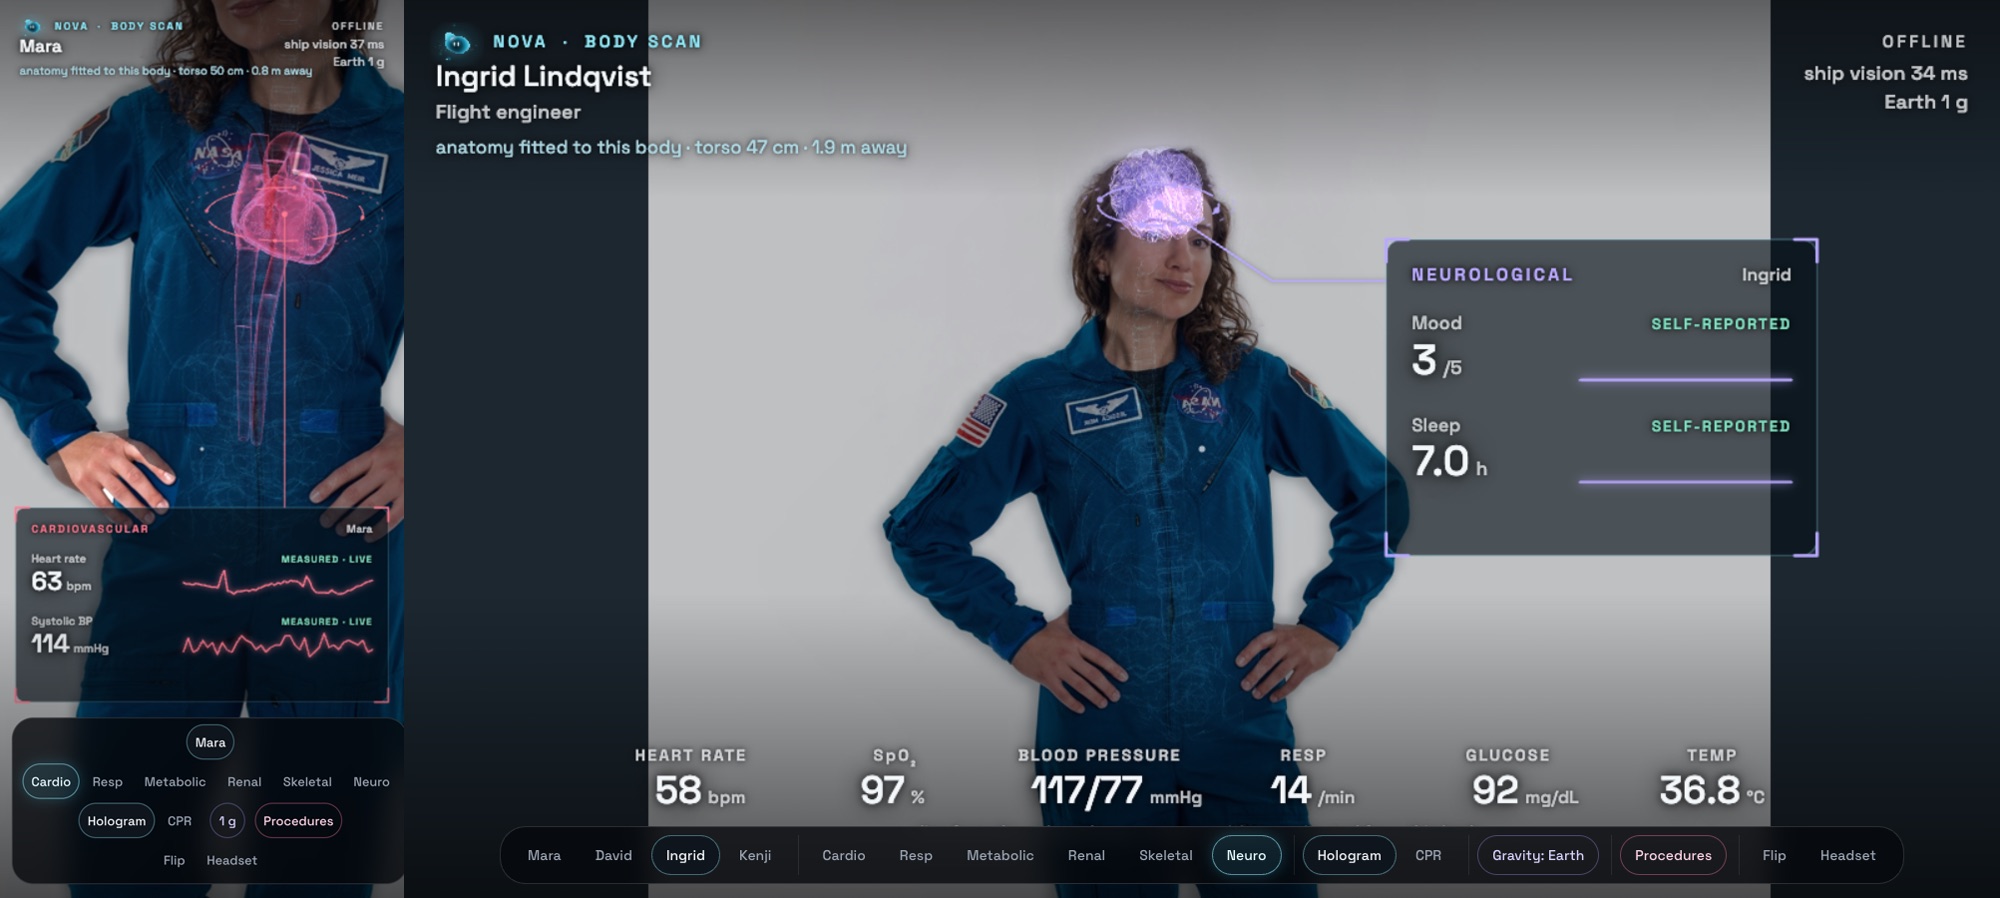 NOVA · BODY SCAN
Mara
anatomy fitted to this body · torso 50 cm · 0.8 m away
OFFLINE
ship vision 37 ms
Earth 1 g
NASA
JESSICA MEIR
CARDIOVASCULAR Mara
Heart rate MEASURED · LIVE
63 bpm
Systolic BP MEASURED · LIVE
114 mmHg
Mara
Cardio Resp Metabolic Renal Skeletal Neuro
Hologram CPR 1 g Procedures
Flip Headset
NOVA · BODY SCAN
Ingrid Lindqvist
Flight engineer
anatomy fitted to this body · torso 47 cm · 1.9 m away
OFFLINE
ship vision 34 ms
Earth 1 g
NEUROLOGICAL Ingrid
Mood SELF-REPORTED
3 /5
Sleep SELF-REPORTED
7.0 h
HEART RATE SpO₂ BLOOD PRESSURE RESP GLUCOSE TEMP
58 bpm 97 % 117/77 mmHg 14 /min 92 mg/dL 36.8 °C
Mara David Ingrid Kenji Cardio Resp Metabolic Renal Skeletal Neuro Hologram CPR Gravity: Earth Procedures Flip Headset